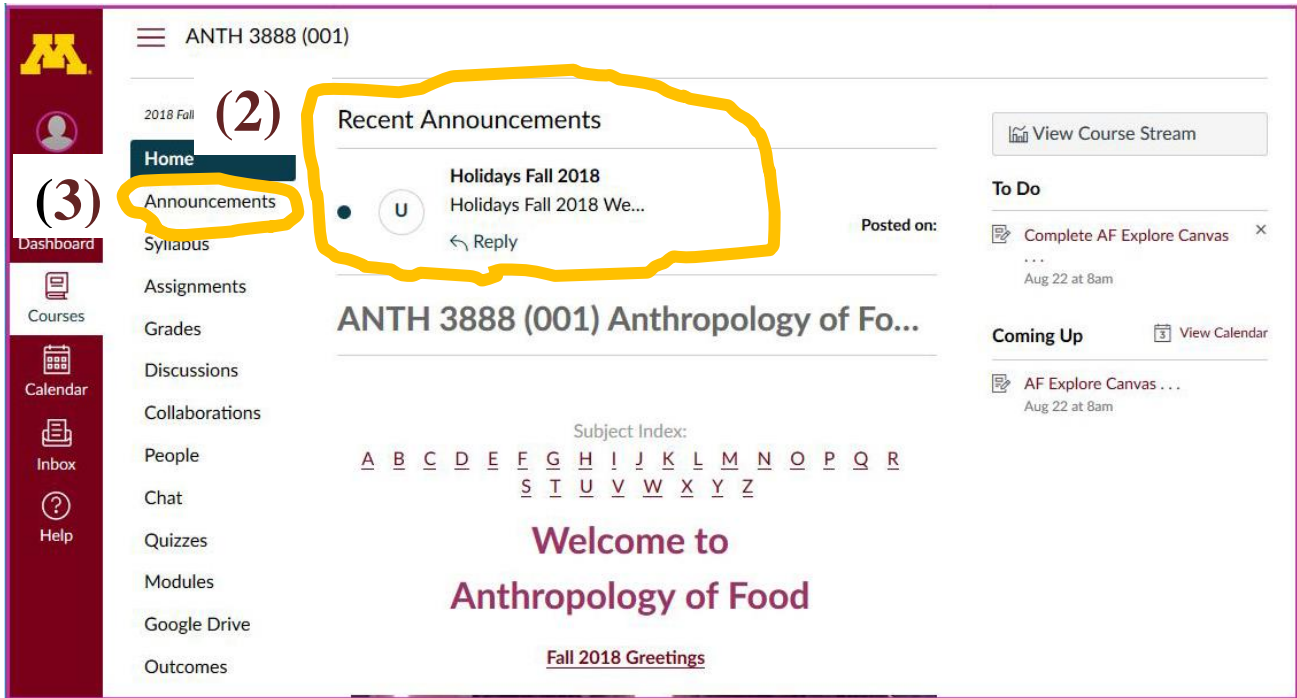 M
ANTH 3888 (001)
Dashboard
Courses
Calendar
Inbox
Help
(3)
2018 Fall
(2)
Home
Announcements
Syllabus
Assignments
Grades
Discussions
Collaborations
People
Chat
Quizzes
Modules
Google Drive
Outcomes
Recent Announcements
U
Holidays Fall 2018
Holidays Fall 2018 We...
Reply
Posted on:
ANTH 3888 (001) Anthropology of Fo...
Subject Index:
A B C D E F G H I J K L M N O P Q R
S T U V W X Y Z
Welcome to
Anthropology of Food
Fall 2018 Greetings
View Course Stream
To Do
Complete AF Explore Canvas ×
. . .
Aug 22 at 8am
Coming Up 3 View Calendar
AF Explore Canvas . . .
Aug 22 at 8am